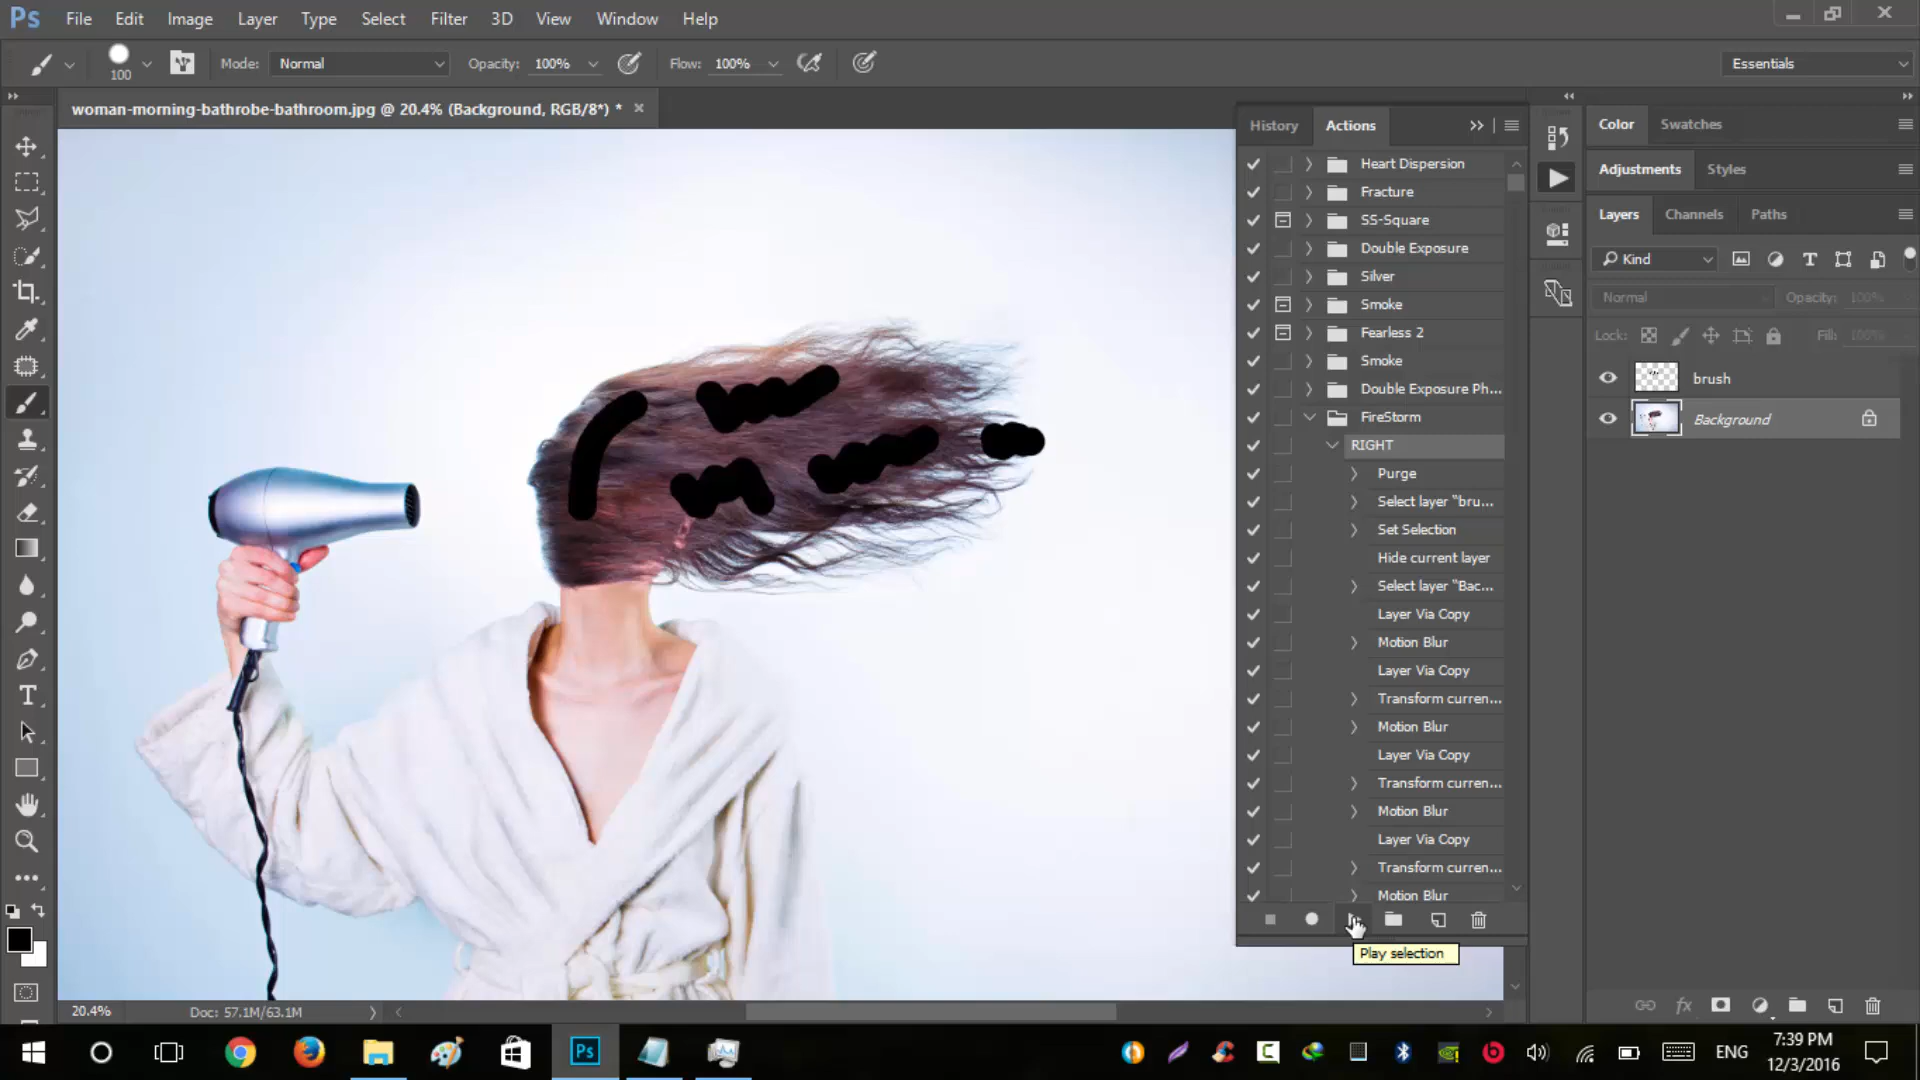 Ps File Edit Image Layer Type Select Filter 3D View Window Help
100 Mode: Normal Opacity: 100% Flow: 100% Essentials
woman-morning-bathrobe-bathroom.jpg @ 20.4% (Background, RGB/8*) *
History Actions
Heart Dispersion
Fracture
SS-Square
Double Exposure
Silver
Smoke
Fearless 2
Smoke
Double Exposure Ph...
FireStorm
RIGHT
Purge
Select layer "bru...
Set Selection
Hide current layer
Select layer "Bac...
Layer Via Copy
Motion Blur
Layer Via Copy
Transform curren...
Motion Blur
Layer Via Copy
Transform curren...
Motion Blur
Layer Via Copy
Transform curren...
Motion Blur
Play selection
Color Swatches
Adjustments Styles
Layers Channels Paths
Kind
Normal Opacity: 100%
Lock: Fill: 100%
brush
Background
20.4% Doc: 57.1M/63.1M
Ps
ENG
7:39 PM
12/3/2016